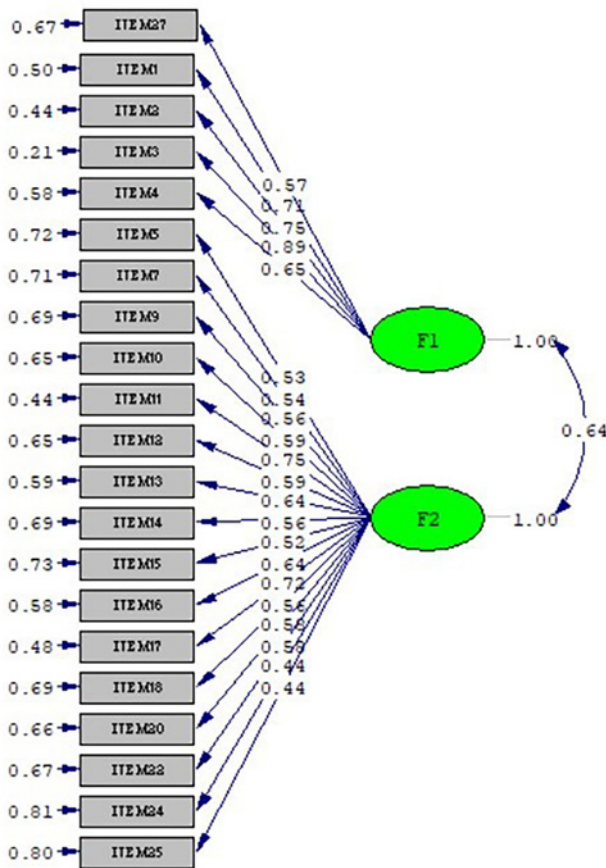 0.67 ITEM27
0.50 ITEM1
0.44 ITEM2
0.21 ITEM3
0.58 ITEM4
0.72 ITEM5
0.71 ITEM7
0.69 ITEM9
0.65 ITEM10
0.44 ITEM11
0.65 ITEM12
0.59 ITEM13
0.69 ITEM14
0.73 ITEM15
0.58 ITEM16
0.48 ITEM17
0.69 ITEM18
0.66 ITEM20
0.67 ITEM22
0.81 ITEM24
0.80 ITEM25
0.57
0.71
0.75
0.89
0.65
F1 1.00
0.64
0.53
0.54
0.56
0.59
0.75
0.59
0.64
0.56
0.52
0.64
0.72
0.56
0.58
0.58
0.44
0.44
F2 1.00